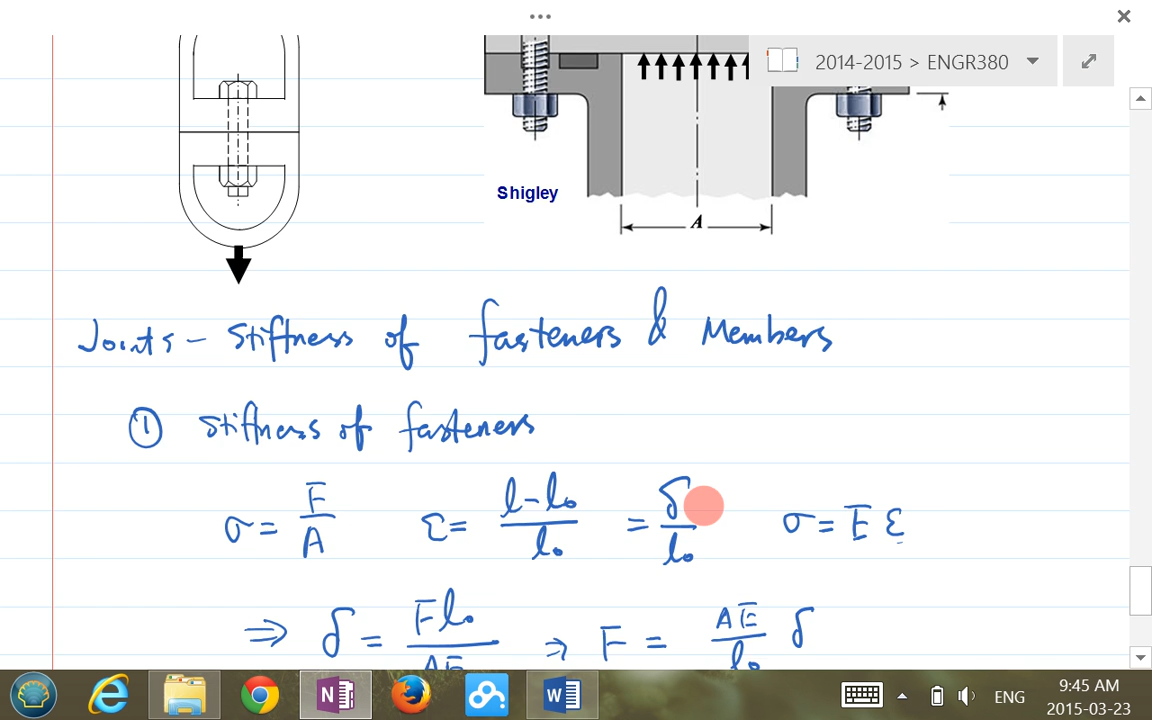 2014-2015 > ENGR380
Shigley
A
Joints - Stiffness of fasteners & Members
① Stiffness of fasteners
σ = F/A ε = (l - l₀)/l₀ = δ/l₀ σ = E ε
⇒ δ = Fl₀/AE ⇒ F = AE/l₀ δ
ENG
9:45 AM
2015-03-23